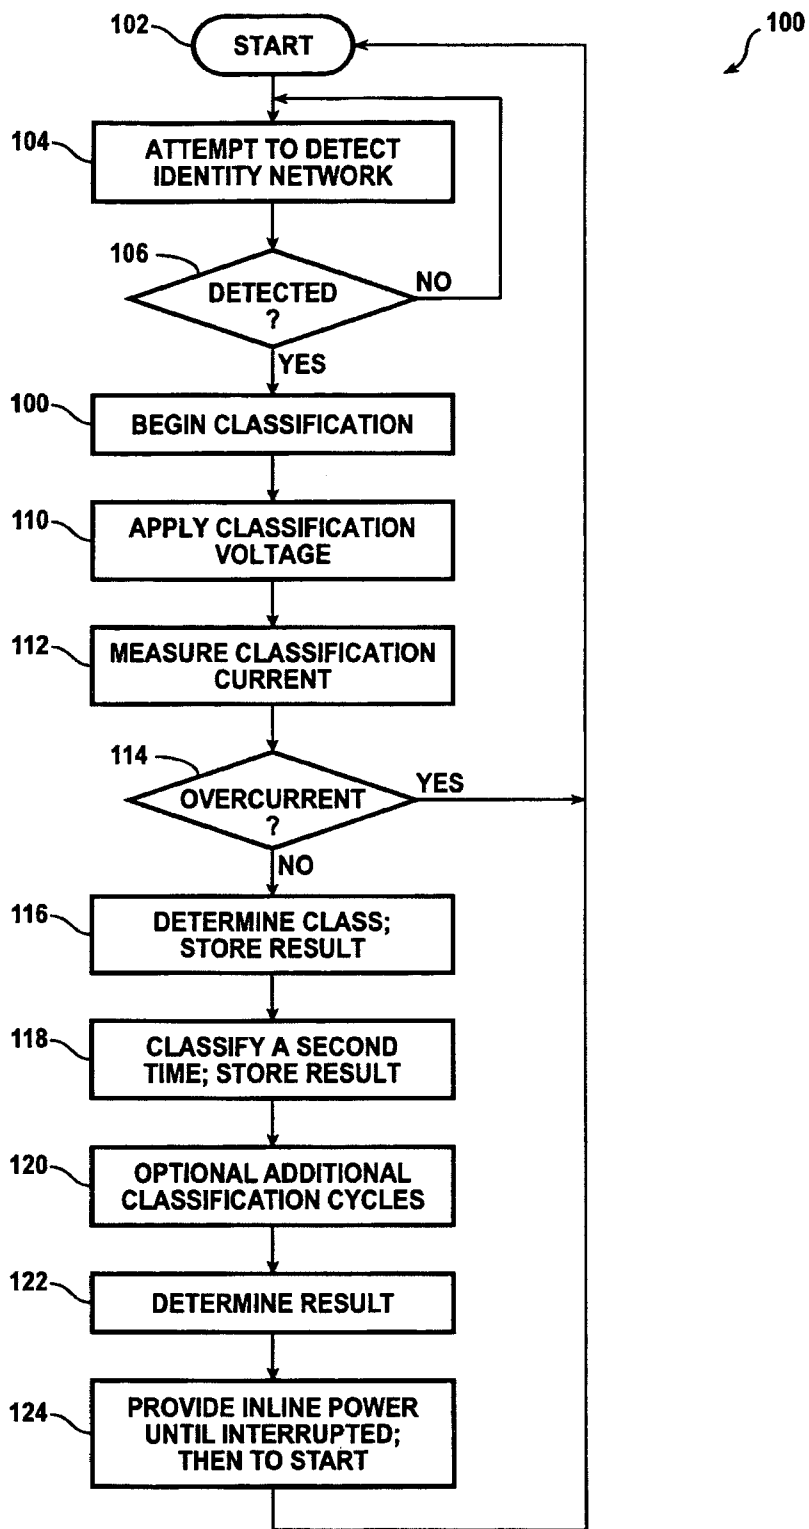 100
102
START
104
ATTEMPT TO DETECT
IDENTITY NETWORK
106
DETECTED
?
NO
YES
100
BEGIN CLASSIFICATION
110
APPLY CLASSIFICATION
VOLTAGE
112
MEASURE CLASSIFICATION
CURRENT
114
OVERCURRENT
?
YES
NO
116
DETERMINE CLASS;
STORE RESULT
118
CLASSIFY A SECOND
TIME; STORE RESULT
120
OPTIONAL ADDITIONAL
CLASSIFICATION CYCLES
122
DETERMINE RESULT
124
PROVIDE INLINE POWER
UNTIL INTERRUPTED;
THEN TO START